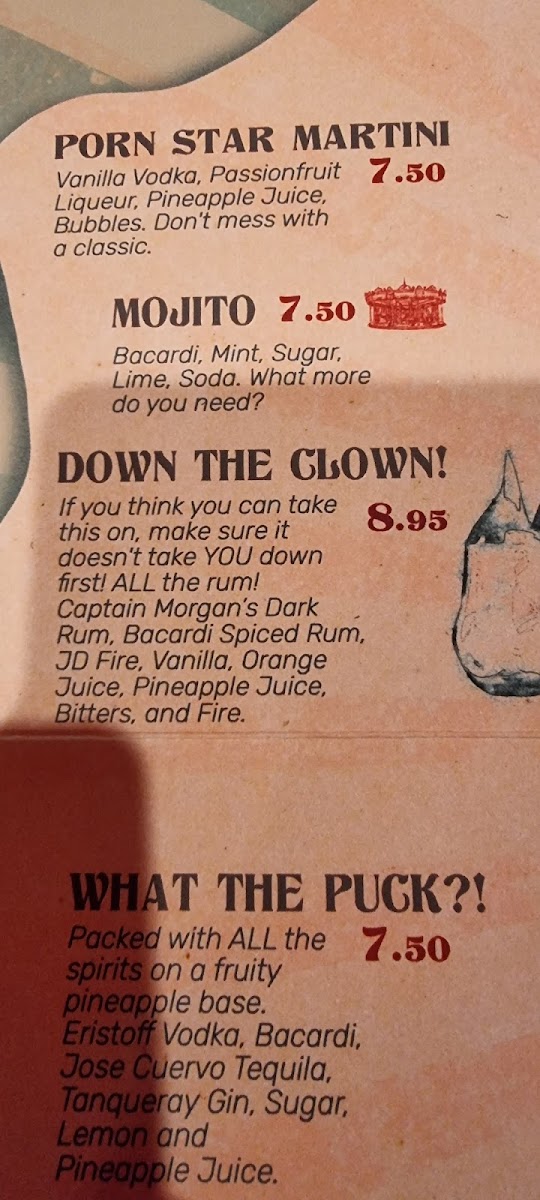 PORN STAR MARTINI
Vanilla Vodka, Passionfruit 7.50
Liqueur, Pineapple Juice,
Bubbles. Don't mess with
a classic.
MOJITO 7.50
Bacardi, Mint, Sugar,
Lime, Soda. What more
do you need?
DOWN THE CLOWN!
If you think you can take 8.95
this on, make sure it
doesn't take YOU down
first! ALL the rum!
Captain Morgan's Dark
Rum, Bacardi Spiced Rum,
JD Fire, Vanilla, Orange
Juice, Pineapple Juice,
Bitters, and Fire.
WHAT THE PUCK?!
Packed with ALL the 7.50
spirits on a fruity
pineapple base.
Eristoff Vodka, Bacardi,
Jose Cuervo Tequila,
Tanqueray Gin, Sugar,
Lemon and
Pineapple Juice.